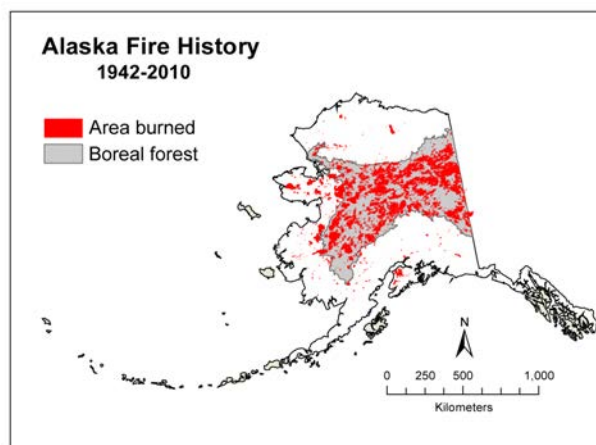 Alaska Fire History
1942-2010
Area burned
Boreal forest
N
0 250 500 1,000
Kilometers